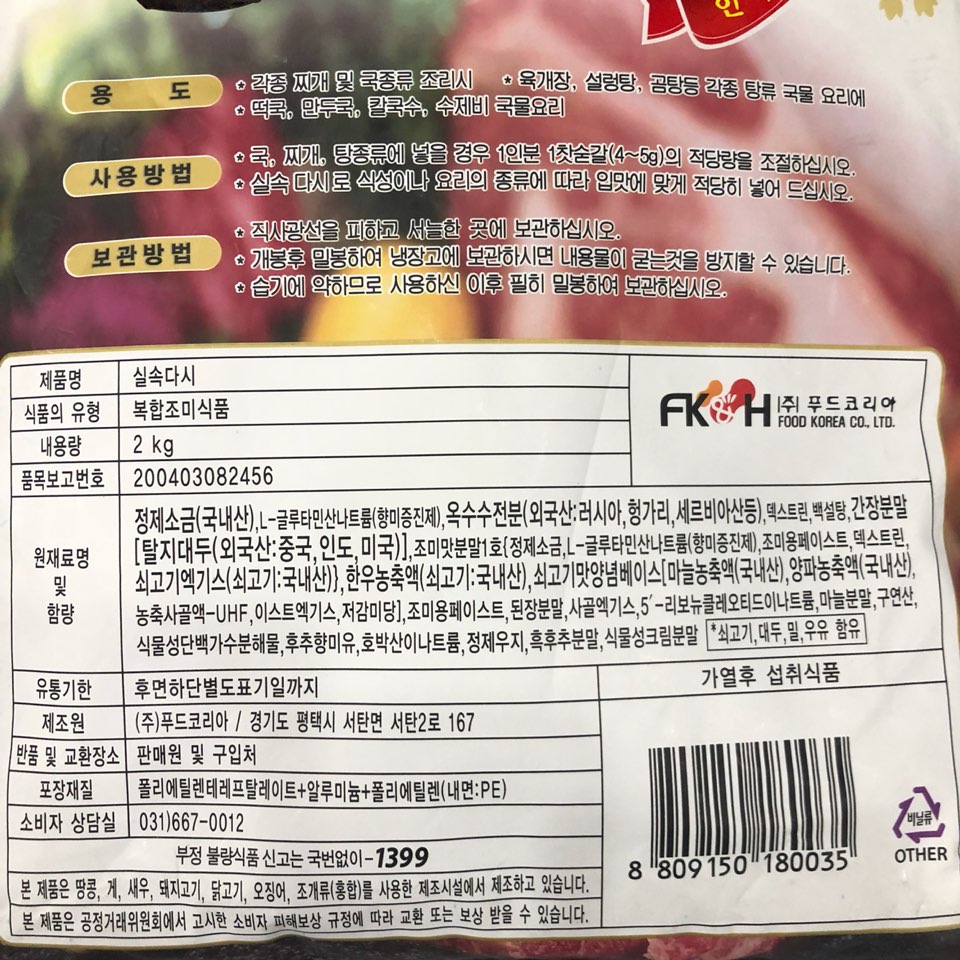 인
용 도
* 각종 찌개 및 국종류 조리시 * 육개장, 설렁탕, 곰탕등 각종 탕류 국물 요리에
* 떡국, 만두국, 칼국수, 수제비 국물요리
사용방법
* 국, 찌개, 탕종류에 넣을 경우 1인분 1찻숟갈(4~5g)의 적당량을 조절하십시오.
* 실속 다시로 식성이나 요리의 종류에 따라 입맛에 맞게 적당히 넣어 드십시오.
보관방법
* 직사광선을 피하고 서늘한 곳에 보관하십시오.
* 개봉후 밀봉하여 냉장고에 보관하시면 내용물이 굳는것을 방지할 수 있습니다.
* 습기에 약하므로 사용하신 이후 필히 밀봉하여 보관하십시오.
제품명 실속다시
식품의 유형 복합조미식품
내용량 2 kg
품목보고번호 200403082456
FK&H (주)푸드코리아
FOOD KOREA CO., LTD.
원재료명 및 함량
정제소금(국내산),L-글루타민산나트륨(향미증진제),옥수수전분(외국산:러시아,헝가리,세르비아산등),덱스트린,백설탕,간장분말
[탈지대두(외국산:중국,인도,미국)],조미맛분말1호{정제소금,L-글루타민산나트륨(향미증진제),조미용페이스트,덱스트린,
쇠고기엑기스(쇠고기:국내산)},한우농축액(쇠고기:국내산),쇠고기맛양념베이스[마늘농축액(국내산),양파농축액(국내산),
농축사골액-UHF,이스트엑기스,저감미당],조미용페이스트,된장분말,사골엑기스,5´-리보뉴클레오티드이나트륨,마늘분말,구연산,
식물성단백가수분해물,후추향미유,호박산이나트륨,정제우지,흑후추분말,식물성크림분말 *쇠고기,대두,밀,우유 함유
유통기한 후면하단별도표기일까지
제조원 (주)푸드코리아 / 경기도 평택시 서탄면 서탄2로 167
반품 및 교환장소 판매원 및 구입처
포장재질 폴리에틸렌테레프탈레이트+알루미늄+폴리에틸렌(내면:PE)
소비자 상담실 031)667-0012
부정 불량식품 신고는 국번없이-1399
본 제품은 땅콩, 게, 새우, 돼지고기, 닭고기, 오징어, 조개류(홍합)를 사용한 제조시설에서 제조하고 있습니다.
본 제품은 공정거래위원회에서 고시한 소비자 피해보상 규정에 따라 교환 또는 보상 받을 수 있습니다.
가열후 섭취식품
8 809150 180035
비닐류
OTHER